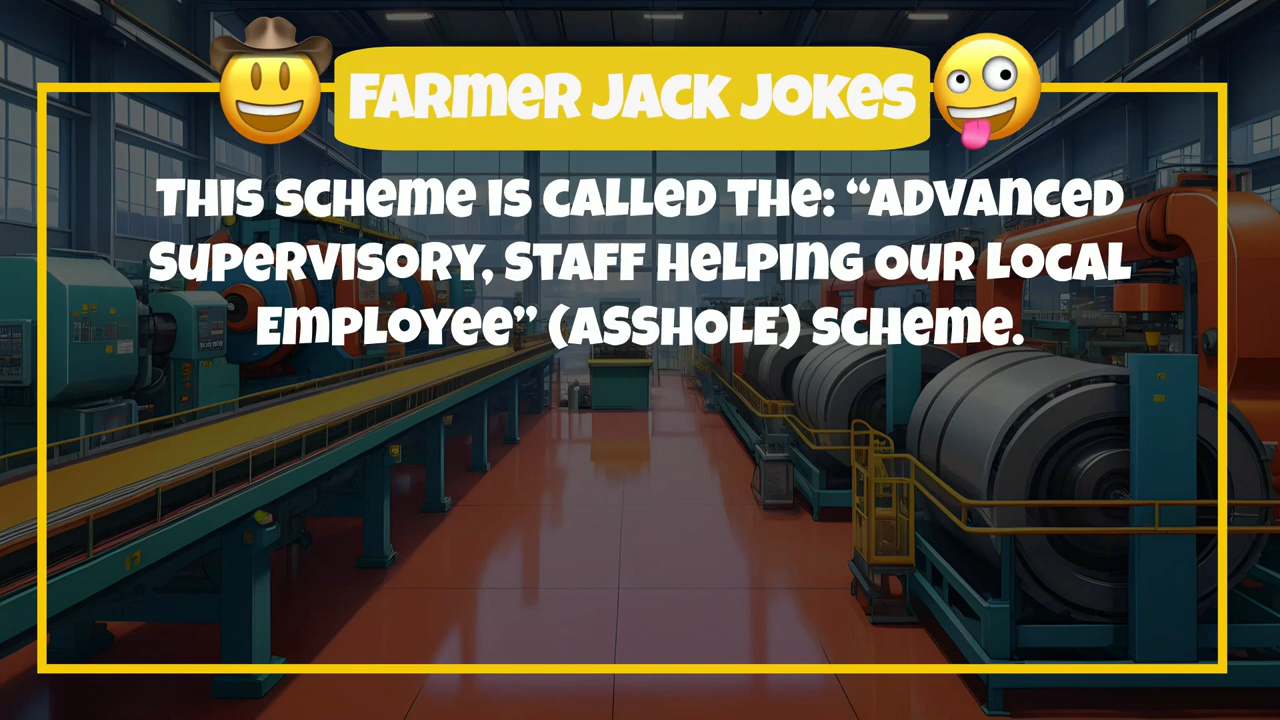 FARMER JACK JOKES
THIS SCHEME IS CALLED THE: “ADVANCED
SUPERVISORY, STAFF HELPING OUR LOCAL
EMPLOYEE” (ASSHOLE) SCHEME.